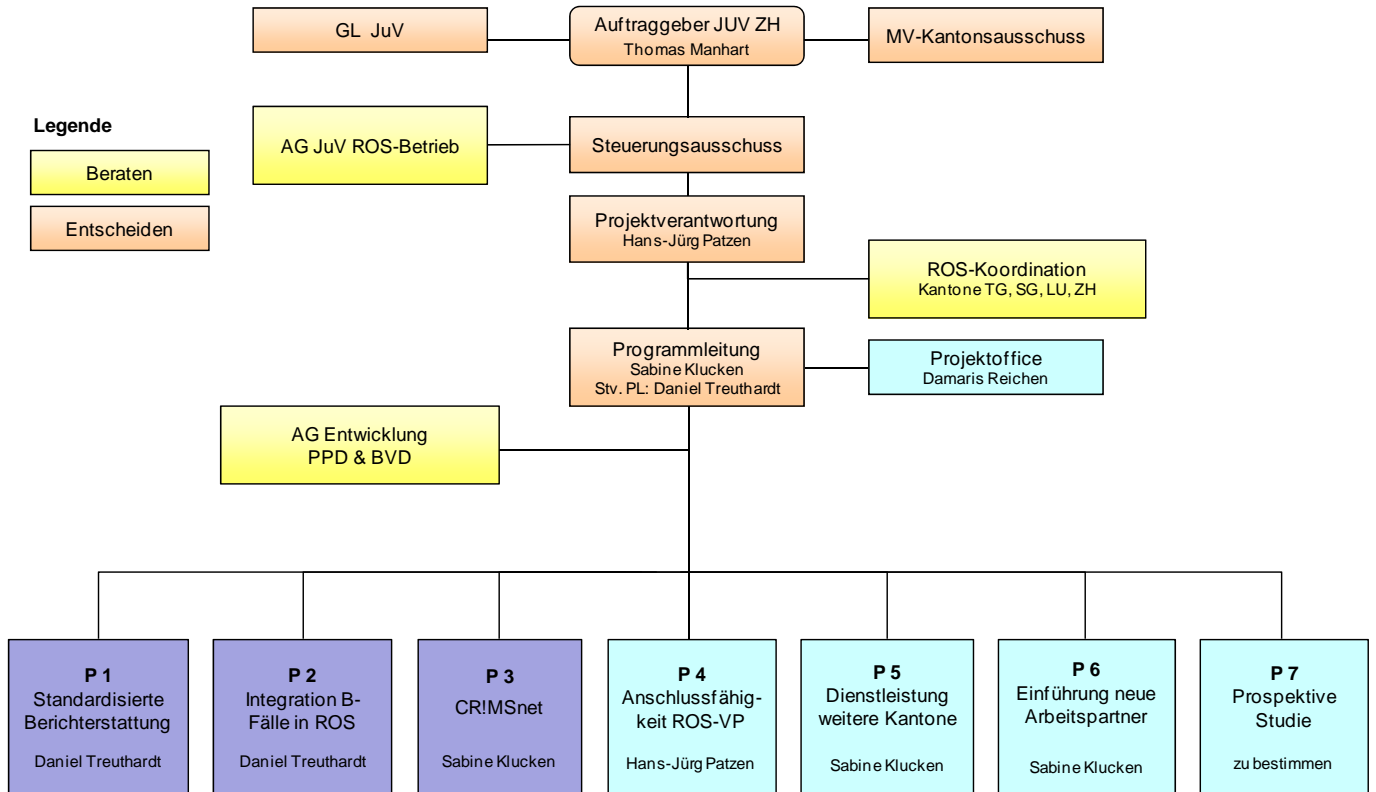 GL JuV
Auftraggeber JUV ZH
Thomas Manhart
MV-Kantonsausschuss
Legende
Beraten
Entscheiden
AG JuV ROS-Betrieb
Steuerungsausschuss
Projektverantwortung
Hans-Jürg Patzen
ROS-Koordination
Kantone TG, SG, LU, ZH
Programmleitung
Sabine Klucken
Stv. PL: Daniel Treuthardt
Projektoffice
Damaris Reichen
AG Entwicklung
PPD & BVD
P 1
Standardisierte
Berichterstattung
Daniel Treuthardt
P 2
Integration B-
Fälle in ROS
Daniel Treuthardt
P 3
CR!MSnet
Sabine Klucken
P 4
Anschlussfähig-
keit ROS-VP
Hans-Jürg Patzen
P 5
Dienstleistung
weitere Kantone
Sabine Klucken
P 6
Einführung neue
Arbeitspartner
Sabine Klucken
P 7
Prospektive
Studie
zu bestimmen